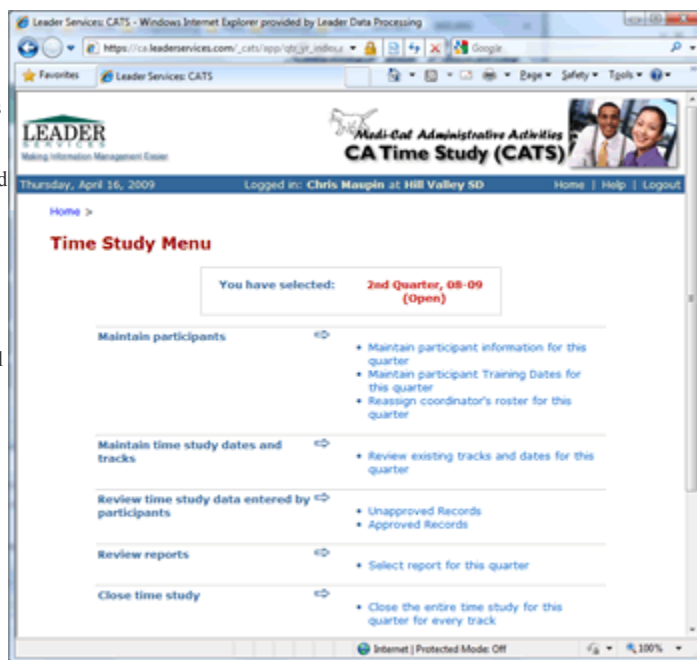 Leader Services: CATS - Windows Internet Explorer provided by Leader Data Processing
https://ca.leaderservices.com/_cats/app/qtr_yr_index.c
Google
Favorites
Leader Services: CATS
Page
Safety
Tools
LEADER
SERVICES
Making Information Management Easier
Medi-Cal Administrative Activities
CA Time Study (CATS)
Thursday, April 16, 2009 Logged in: Chris Maupin at Hill Valley SD Home | Help | Logout
Home >
Time Study Menu
You have selected: 2nd Quarter, 08-09
(Open)
Maintain participants
• Maintain participant information for this
quarter
• Maintain participant Training Dates for
this quarter
• Reassign coordinator's roster for this
quarter
Maintain time study dates and
tracks
• Review existing tracks and dates for this
quarter
Review time study data entered by
participants
• Unapproved Records
• Approved Records
Review reports
• Select report for this quarter
Close time study
• Close the entire time study for this
quarter for every track
Internet | Protected Mode: Off 100%